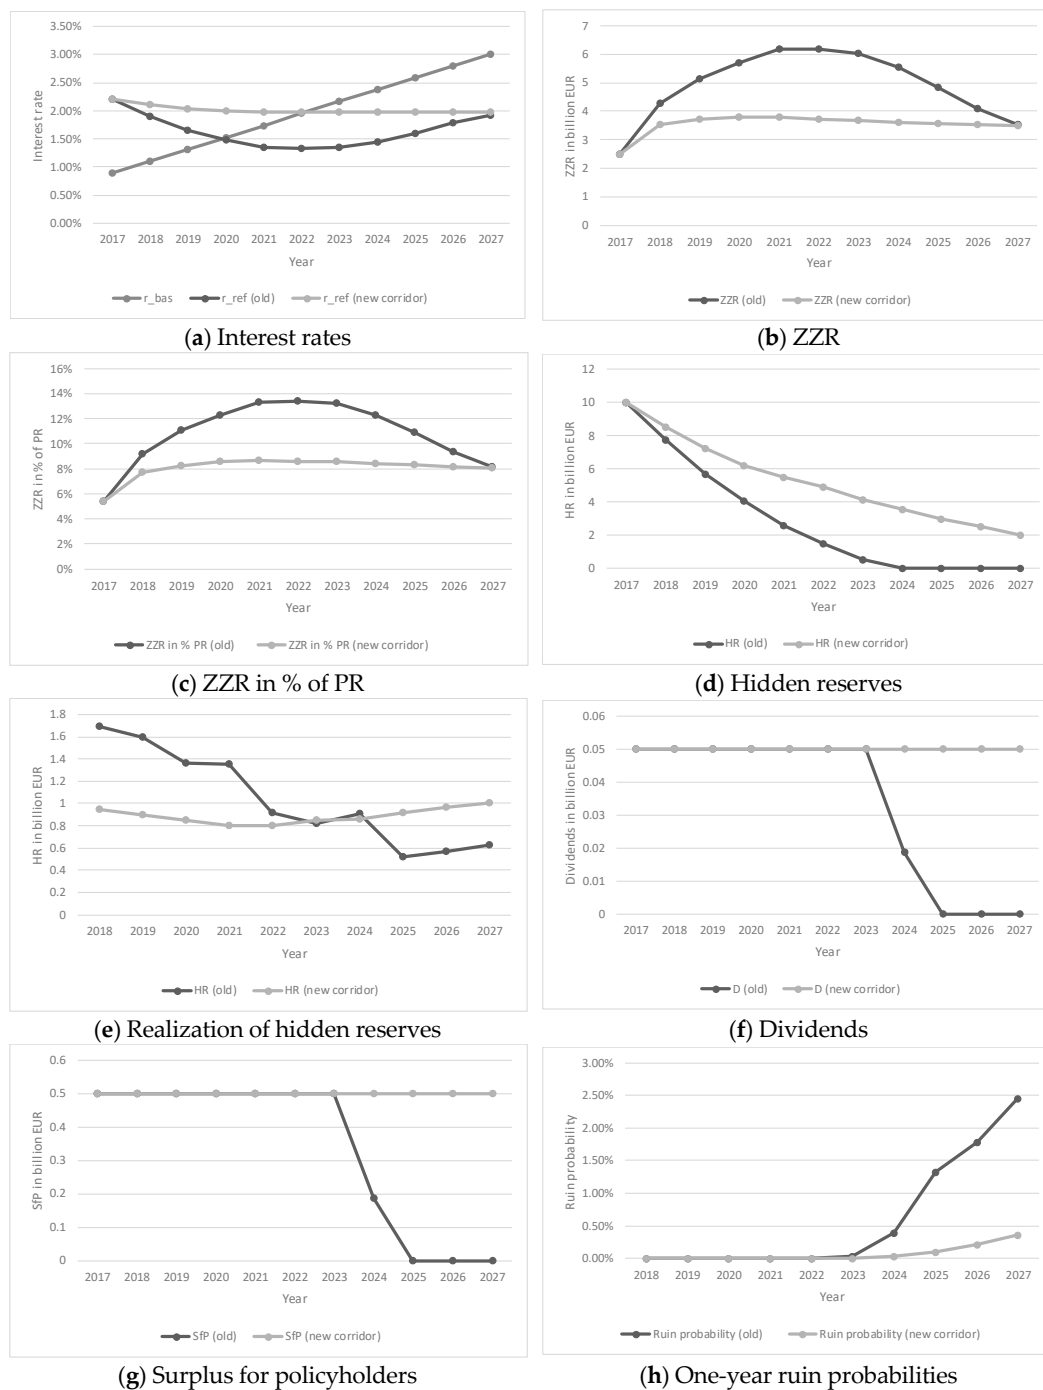 3.50%
3.00%
2.50%
2.00%
1.50%
1.00%
0.50%
0.00%
Interest rate
2017 2018 2019 2020 2021 2022 2023 2024 2025 2026 2027
Year
r_bas r_ref (old) r_ref (new corridor)
(a) Interest rates
7
6
5
4
3
2
1
0
ZZR in billion EUR
2017 2018 2019 2020 2021 2022 2023 2024 2025 2026 2027
Year
ZZR (old) ZZR (new corridor)
(b) ZZR
16%
14%
12%
10%
8%
6%
4%
2%
0%
ZZR in % of PR
2017 2018 2019 2020 2021 2022 2023 2024 2025 2026 2027
Year
ZZR in % PR (old) ZZR in % PR (new corridor)
(c) ZZR in % of PR
12
10
8
6
4
2
0
HR in billion EUR
2017 2018 2019 2020 2021 2022 2023 2024 2025 2026 2027
Year
HR (old) HR (new corridor)
(d) Hidden reserves
1.8
1.6
1.4
1.2
1
0.8
0.6
0.4
0.2
0
HR in billion EUR
2018 2019 2020 2021 2022 2023 2024 2025 2026 2027
Year
HR (old) HR (new corridor)
(e) Realization of hidden reserves
0.06
0.05
0.04
0.03
0.02
0.01
0
Dividends in billion EUR
2017 2018 2019 2020 2021 2022 2023 2024 2025 2026 2027
Year
D (old) D (new corridor)
(f) Dividends
0.6
0.5
0.4
0.3
0.2
0.1
0
SfP in billion EUR
2017 2018 2019 2020 2021 2022 2023 2024 2025 2026 2027
Year
SfP (old) SfP (new corridor)
(g) Surplus for policyholders
3.00%
2.50%
2.00%
1.50%
1.00%
0.50%
0.00%
Ruin probability
2018 2019 2020 2021 2022 2023 2024 2025 2026 2027
Year
Ruin probability (old) Ruin probability (new corridor)
(h) One-year ruin probabilities